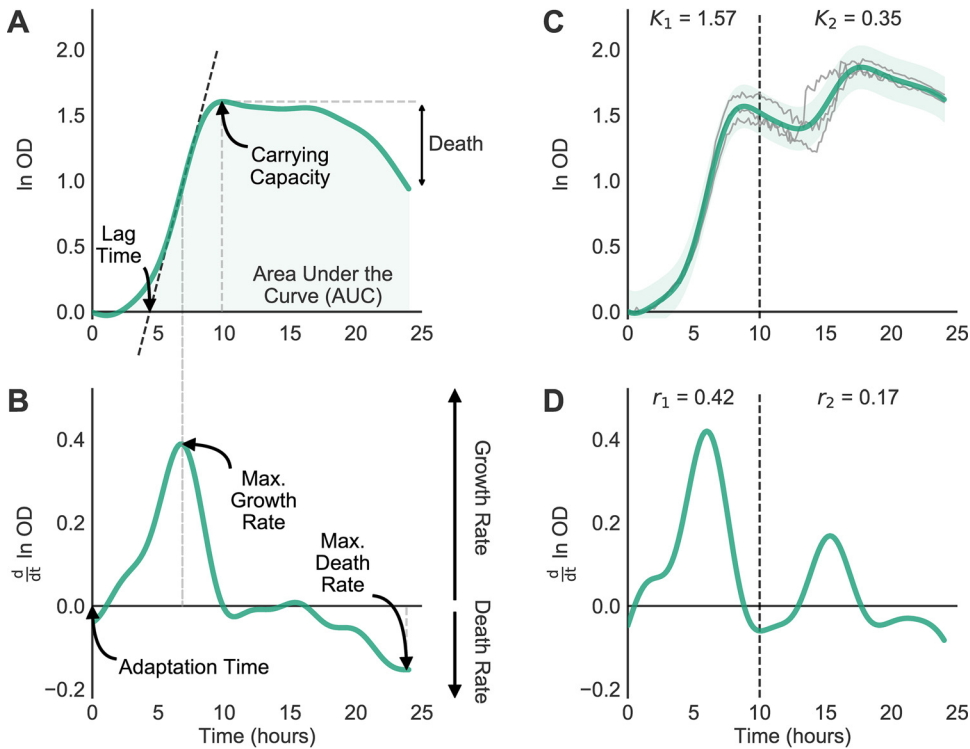 A
2.0
1.5
1.0
0.5
0.0
ln OD
Lag
Time
Carrying
Capacity
Death
Area Under the
Curve (AUC)
0
5
10
15
20
25
B
0.4
0.2
0.0
−0.2
d/dt ln OD
Max.
Growth
Rate
Max.
Death
Rate
Adaptation Time
Growth Rate
Death Rate
0
5
10
15
20
25
Time (hours)
C
K1 = 1.57
K2 = 0.35
2.0
1.5
1.0
0.5
0.0
ln OD
0
5
10
15
20
25
D
r1 = 0.42
r2 = 0.17
0.4
0.2
0.0
−0.2
d/dt ln OD
0
5
10
15
20
25
Time (hours)